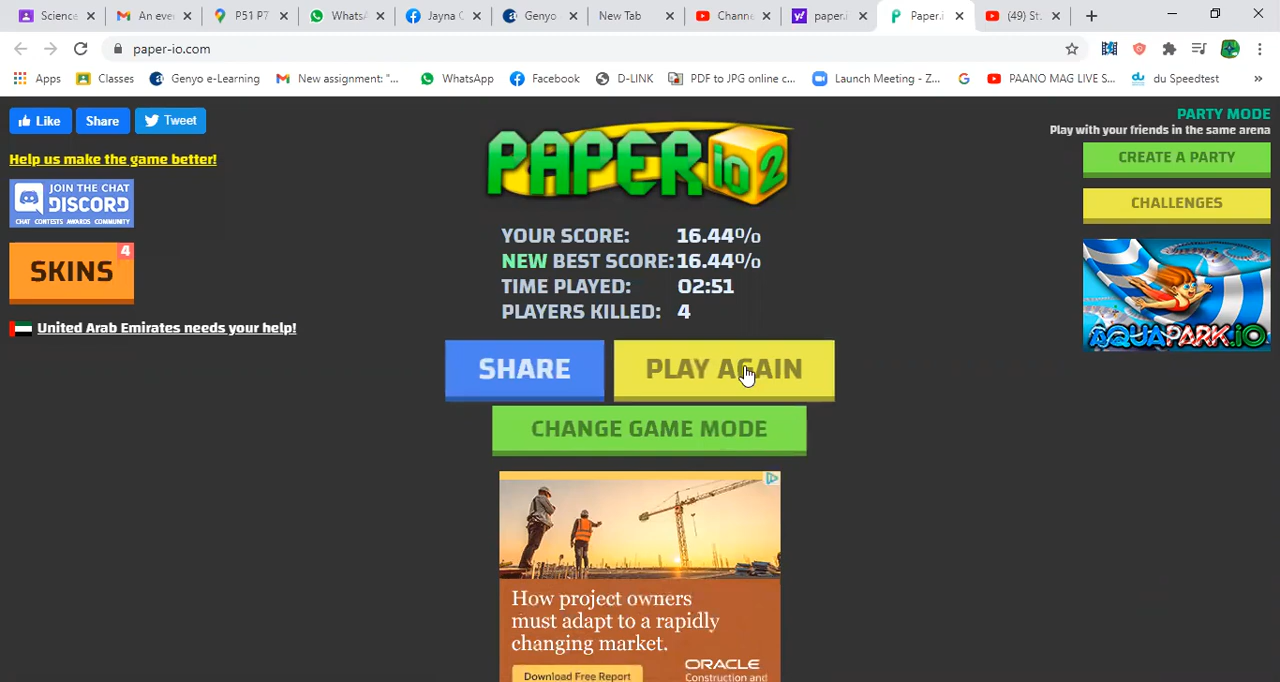 Science
An eve
P51 P7
WhatsA
Jayna C
Genyo
New Tab
Channe
paper.i
Paper.i
(49) St.
paper-io.com
Apps
Classes
Genyo e-Learning
New assignment: "...
WhatsApp
Facebook
D-LINK
PDF to JPG online c...
Launch Meeting - Z...
PAANO MAG LIVE S...
du Speedtest
»
Like
Share
Tweet
Help us make the game better!
JOIN THE CHAT
DISCORD
CHAT CONTESTS AWARDS COMMUNITY
SKINS
4
United Arab Emirates needs your help!
PAPER io 2
YOUR SCORE: 16.44%
NEW BEST SCORE: 16.44%
TIME PLAYED: 02:51
PLAYERS KILLED: 4
SHARE
PLAY AGAIN
CHANGE GAME MODE
PARTY MODE
Play with your friends in the same arena
CREATE A PARTY
CHALLENGES
AQUAPARK.IO
How project owners
must adapt to a rapidly
changing market.
Download Free Report
ORACLE
Construction and